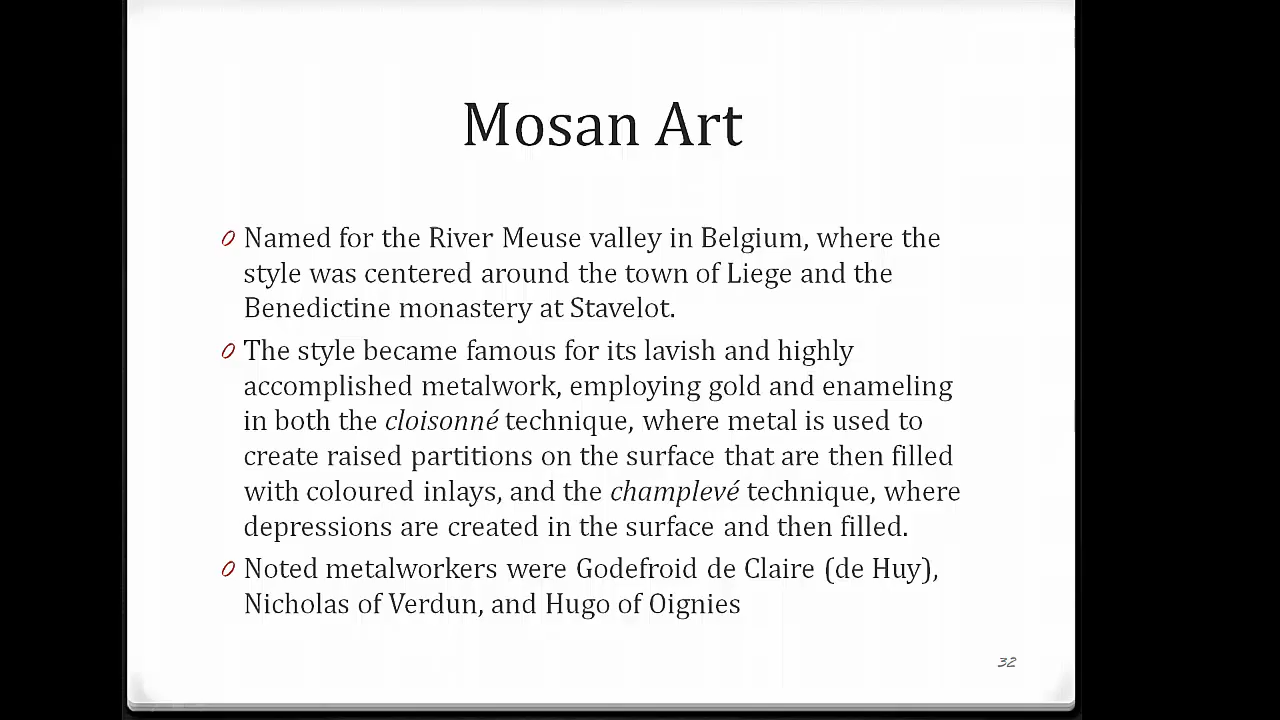 Mosan Art
Named for the River Meuse valley in Belgium, where the
style was centered around the town of Liege and the
Benedictine monastery at Stavelot.
The style became famous for its lavish and highly
accomplished metalwork, employing gold and enameling
in both the cloisonné technique, where metal is used to
create raised partitions on the surface that are then filled
with coloured inlays, and the champlevé technique, where
depressions are created in the surface and then filled.
Noted metalworkers were Godefroid de Claire (de Huy),
Nicholas of Verdun, and Hugo of Oignies
32